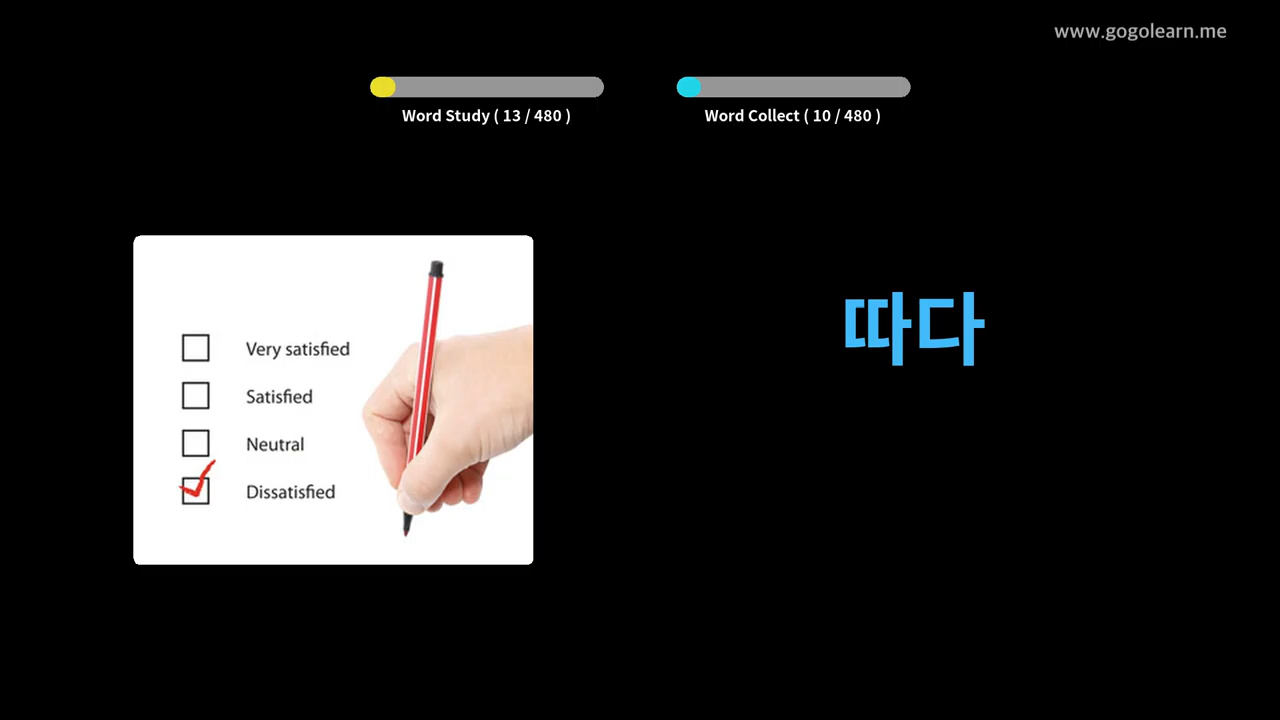 www.gogolearn.me
Word Study ( 13 / 480 )
Word Collect ( 10 / 480 )
Very satisfied
Satisfied
Neutral
Dissatisfied
따다